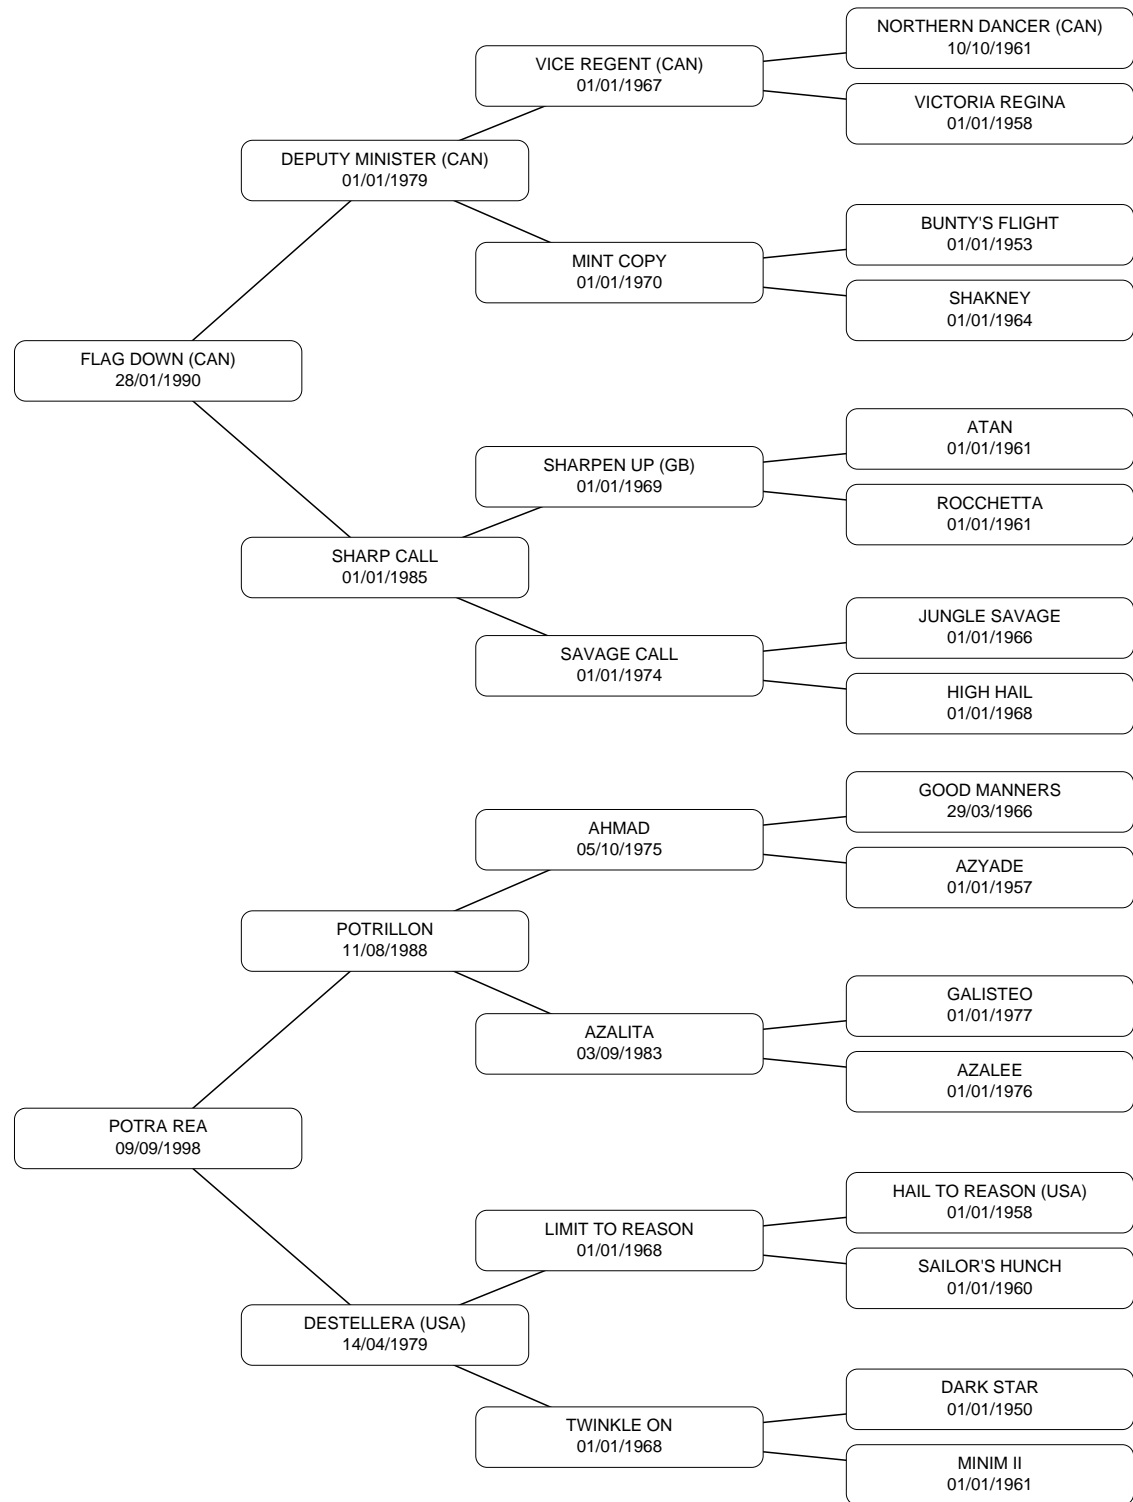 NORTHERN DANCER (CAN)
10/10/1961
VICE REGENT (CAN)
01/01/1967
VICTORIA REGINA
01/01/1958
DEPUTY MINISTER (CAN)
01/01/1979
BUNTY'S FLIGHT
01/01/1953
MINT COPY
01/01/1970
SHAKNEY
01/01/1964
FLAG DOWN (CAN)
28/01/1990
ATAN
01/01/1961
SHARPEN UP (GB)
01/01/1969
ROCCHETTA
01/01/1961
SHARP CALL
01/01/1985
JUNGLE SAVAGE
01/01/1966
SAVAGE CALL
01/01/1974
HIGH HAIL
01/01/1968
GOOD MANNERS
29/03/1966
AHMAD
05/10/1975
AZYADE
01/01/1957
POTRILLON
11/08/1988
GALISTEO
01/01/1977
AZALITA
03/09/1983
AZALEE
01/01/1976
POTRA REA
09/09/1998
HAIL TO REASON (USA)
01/01/1958
LIMIT TO REASON
01/01/1968
SAILOR'S HUNCH
01/01/1960
DESTELLERA (USA)
14/04/1979
DARK STAR
01/01/1950
TWINKLE ON
01/01/1968
MINIM II
01/01/1961